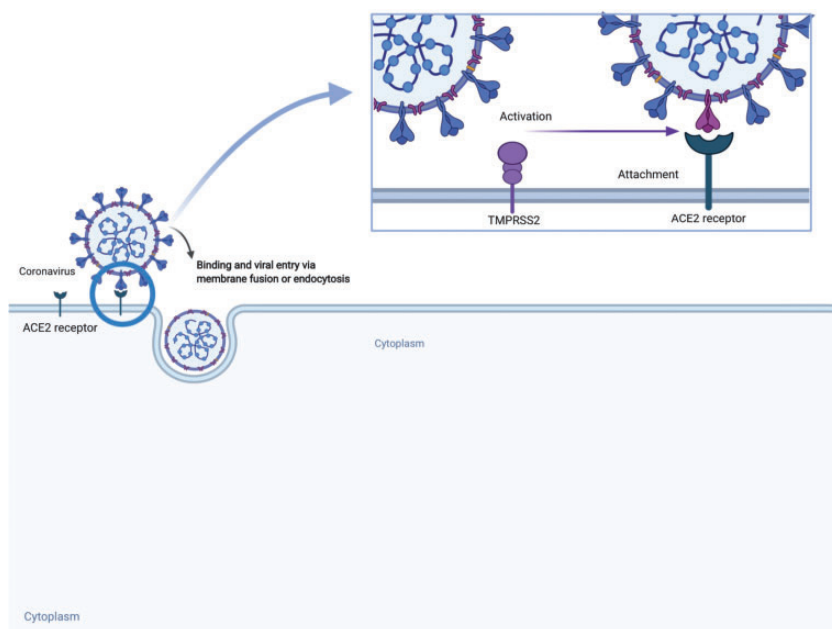 Activation
Attachment
TMPRSS2
ACE2 receptor
Coronavirus
Binding and viral entry via
membrane fusion or endocytosis
ACE2 receptor
Cytoplasm
Cytoplasm